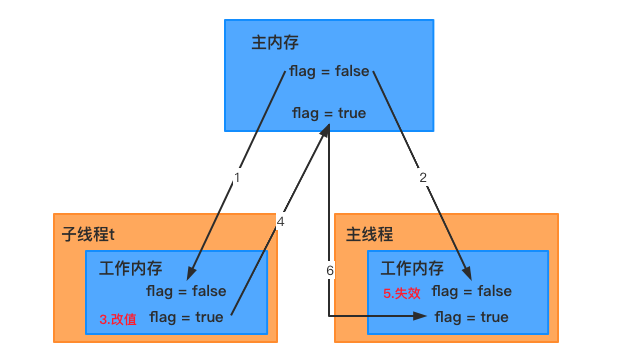 主内存
flag = false
flag = true
1
2
4
子线程t
主线程
工作内存
flag = false
3.改值 flag = true
6
工作内存
5.失效 flag = false
flag = true